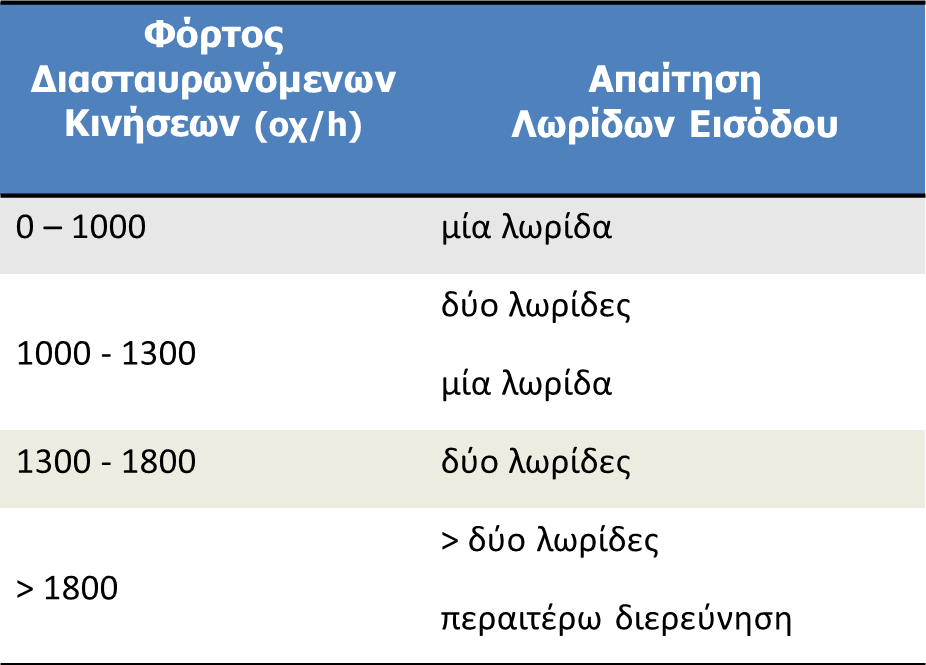 Φόρτος
Διασταυρωνόμενων
Κινήσεων (οχ/h)
Απαίτηση
Λωρίδων Εισόδου
0 – 1000
μία λωρίδα
1000 - 1300
δύο λωρίδες
μία λωρίδα
1300 - 1800
δύο λωρίδες
> 1800
> δύο λωρίδες
περαιτέρω διερεύνηση